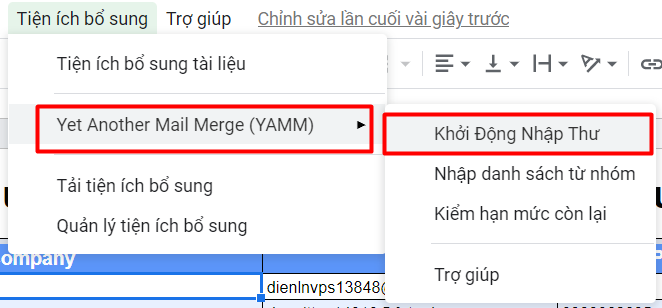 Tiện ích bổ sung Trợ giúp Chỉnh sửa lần cuối vài giây trước
Tiện ích bổ sung tài liệu
Yet Another Mail Merge (YAMM)
Khởi Động Nhập Thư
Nhập danh sách từ nhóm
Tải tiện ích bổ sung
Kiểm hạn mức còn lại
Quản lý tiện ích bổ sung
ompany
Trợ giúp
dienlnvps13848@